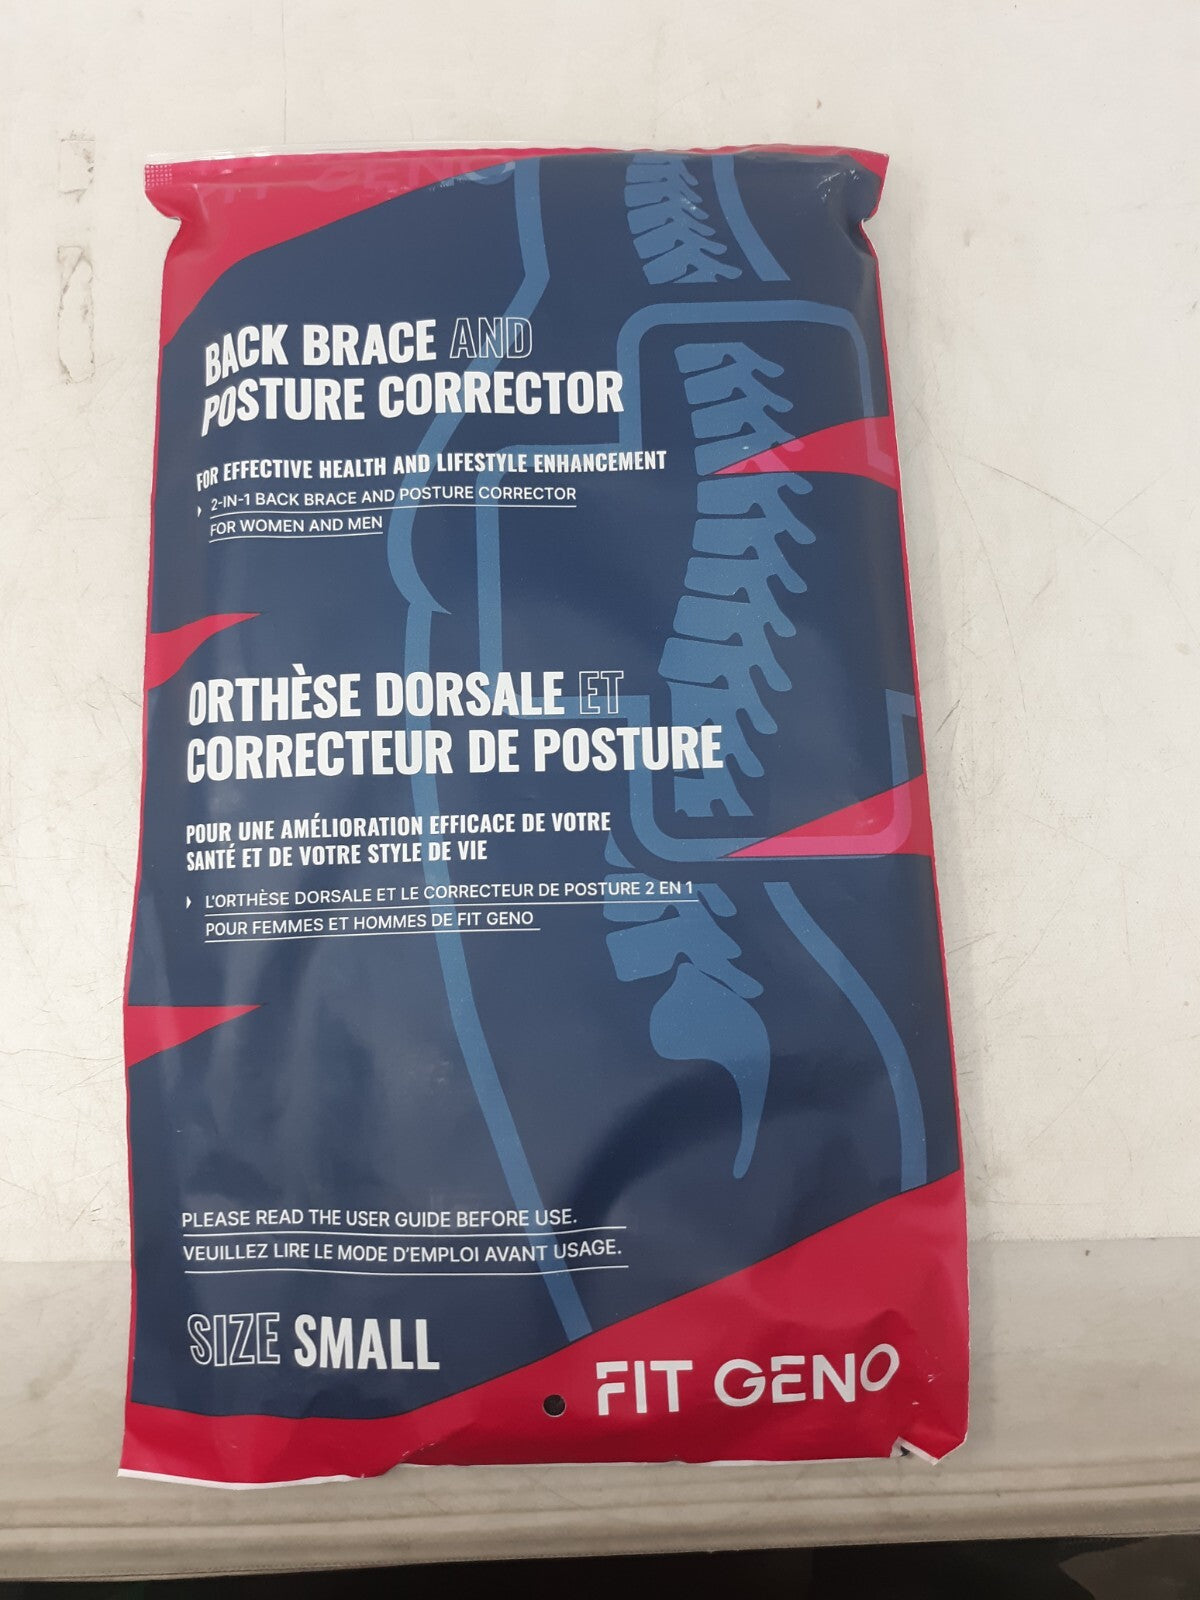 FIT GENO
BACK BRACE AND
POSTURE CORRECTOR
FOR EFFECTIVE HEALTH AND LIFESTYLE ENHANCEMENT
2-IN-1 BACK BRACE AND POSTURE CORRECTOR
FOR WOMEN AND MEN
ORTHÈSE DORSALE ET
CORRECTEUR DE POSTURE
POUR UNE AMÉLIORATION EFFICACE DE VOTRE
SANTÉ ET DE VOTRE STYLE DE VIE
L'ORTHÈSE DORSALE ET LE CORRECTEUR DE POSTURE 2 EN 1
POUR FEMMES ET HOMMES DE FIT GENO
PLEASE READ THE USER GUIDE BEFORE USE.
VEUILLEZ LIRE LE MODE D'EMPLOI AVANT USAGE.
SIZE SMALL
FIT GENO